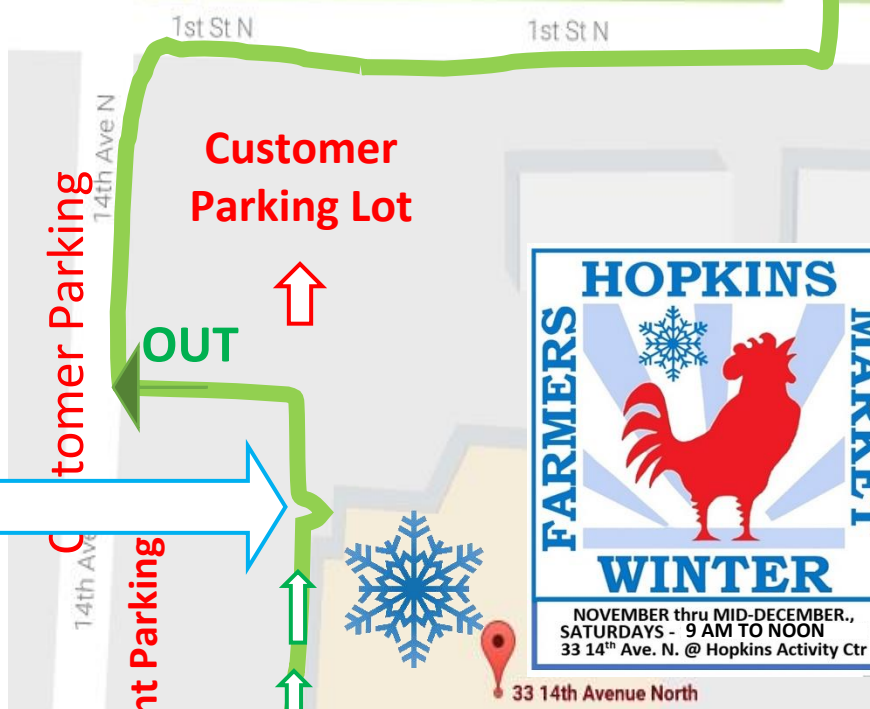 1st St N
1st St N
14th Ave N
Customer
Parking Lot
Customer Parking
OUT
HOPKINS
FARMERS
MARKET
WINTER
NOVEMBER thru MID-DECEMBER.,
SATURDAYS - 9 AM TO NOON
33 14th Ave. N. @ Hopkins Activity Ctr
14th Ave
nt Parking
33 14th Avenue North